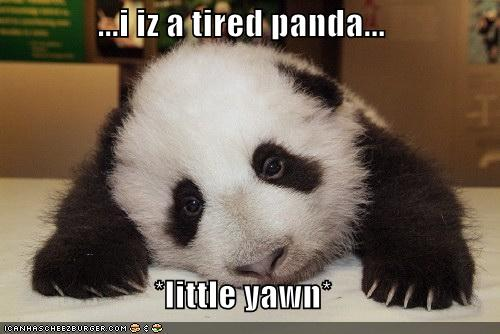 ...i iz a tired panda...
*little yawn*
ICANHASCHEEZBURGER.COM